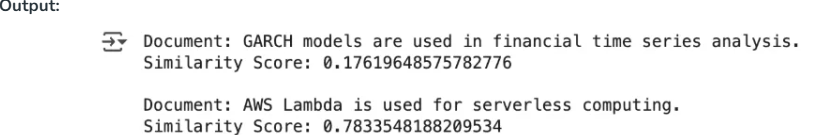 Output:
Document: GARCH models are used in financial time series analysis.
Similarity Score: 0.17619648575782776
Document: AWS Lambda is used for serverless computing.
Similarity Score: 0.7833548188209534